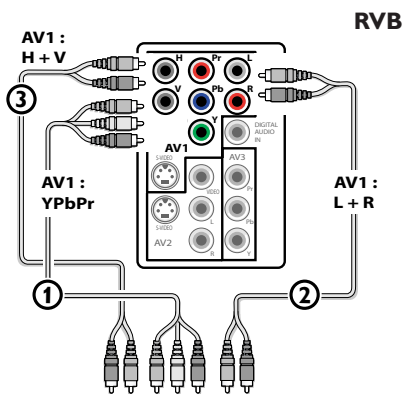 RVB
AV1 :
H + V
H
Pr
L
V
Pb
R
Y
AV1
DIGITAL
AUDIO
IN
S-VIDEO
VIDEO
AV3
Pr
S-VIDEO
L
Pb
AV2
R
Y
3
AV1 :
YPbPr
AV1 :
L + R
1
2